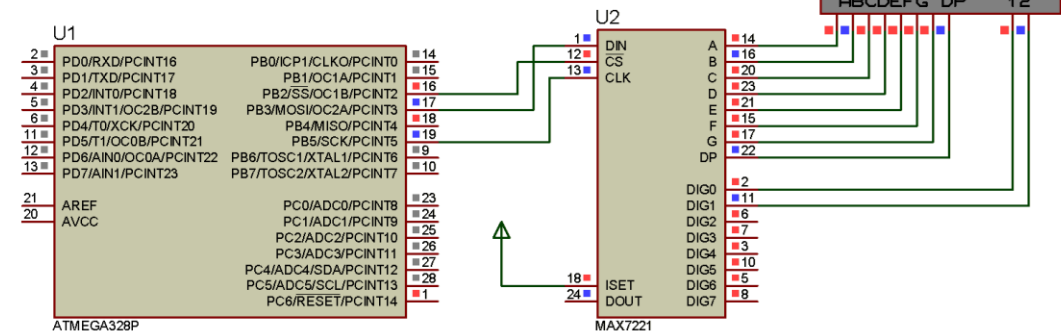 ABCDEFG DP 12
U1
2 PD0/RXD/PCINT16 PB0/ICP1/CLKO/PCINT0 14
3 PD1/TXD/PCINT17 PB1/OC1A/PCINT1 15
4 PD2/INT0/PCINT18 PB2/SS/OC1B/PCINT2 16
5 PD3/INT1/OC2B/PCINT19 PB3/MOSI/OC2A/PCINT3 17
6 PD4/T0/XCK/PCINT20 PB4/MISO/PCINT4 18
11 PD5/T1/OC0B/PCINT21 PB5/SCK/PCINT5 19
12 PD6/AIN0/OC0A/PCINT22 PB6/TOSC1/XTAL1/PCINT6 9
13 PD7/AIN1/PCINT23 PB7/TOSC2/XTAL2/PCINT7 10
21 AREF PC0/ADC0/PCINT8 23
20 AVCC PC1/ADC1/PCINT9 24
PC2/ADC2/PCINT10 25
PC3/ADC3/PCINT11 26
PC4/ADC4/SDA/PCINT12 27
PC5/ADC5/SCL/PCINT13 28
PC6/RESET/PCINT14 1
ATMEGA328P
U2
1 DIN A 14
12 CS B 16
13 CLK C 20
D 23
E 21
F 15
G 17
DP 22
DIG0 2
DIG1 11
DIG2 6
DIG3 7
DIG4 3
DIG5 10
18 ISET DIG6 5
24 DOUT DIG7 8
MAX7221